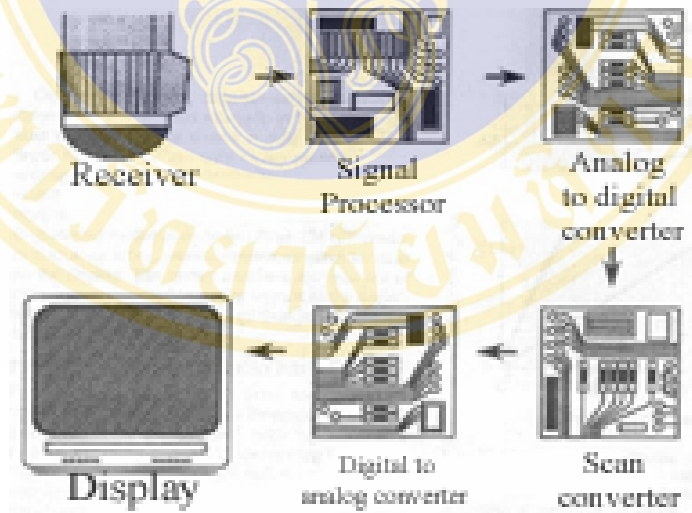 Receiver
Signal
Processor
Analog
to digital
converter
Display
Digital to
analog converter
Scan
converter